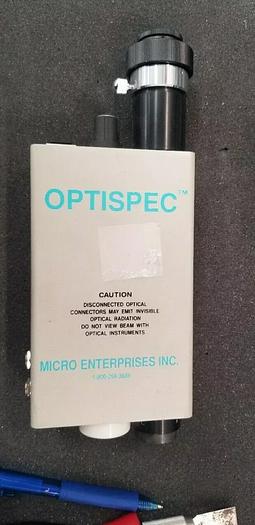 OPTISPEC™
CAUTION
DISCONNECTED OPTICAL
CONNECTORS MAY EMIT INVISIBLE
OPTICAL RADIATION
DO NOT VIEW BEAM WITH
OPTICAL INSTRUMENTS
MICRO ENTERPRISES INC.